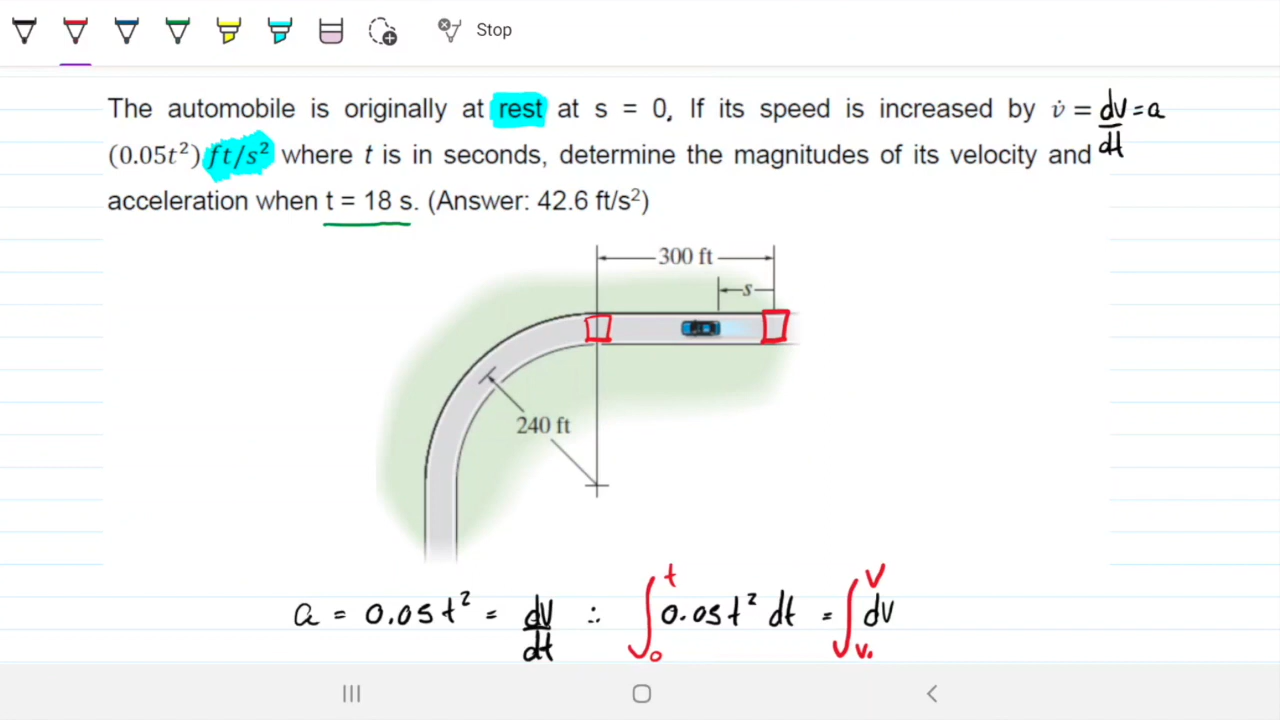 Stop
The automobile is originally at rest at s = 0. If its speed is increased by v̇ = dV/dt = a
(0.05t²) ft/s² where t is in seconds, determine the magnitudes of its velocity and
acceleration when t = 18 s. (Answer: 42.6 ft/s²)
300 ft
s
240 ft
a = 0.05t² = dV/dt ∴ ∫₀ᵗ 0.05t² dt = ∫ᵥ₀ⱽ dV